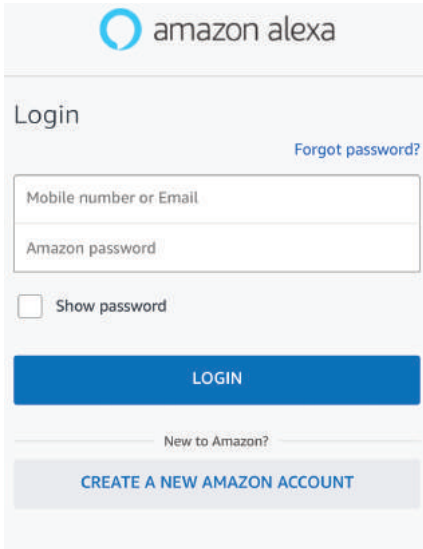 amazon alexa
Login
Forgot password?
Mobile number or Email
Amazon password
Show password
LOGIN
New to Amazon?
CREATE A NEW AMAZON ACCOUNT